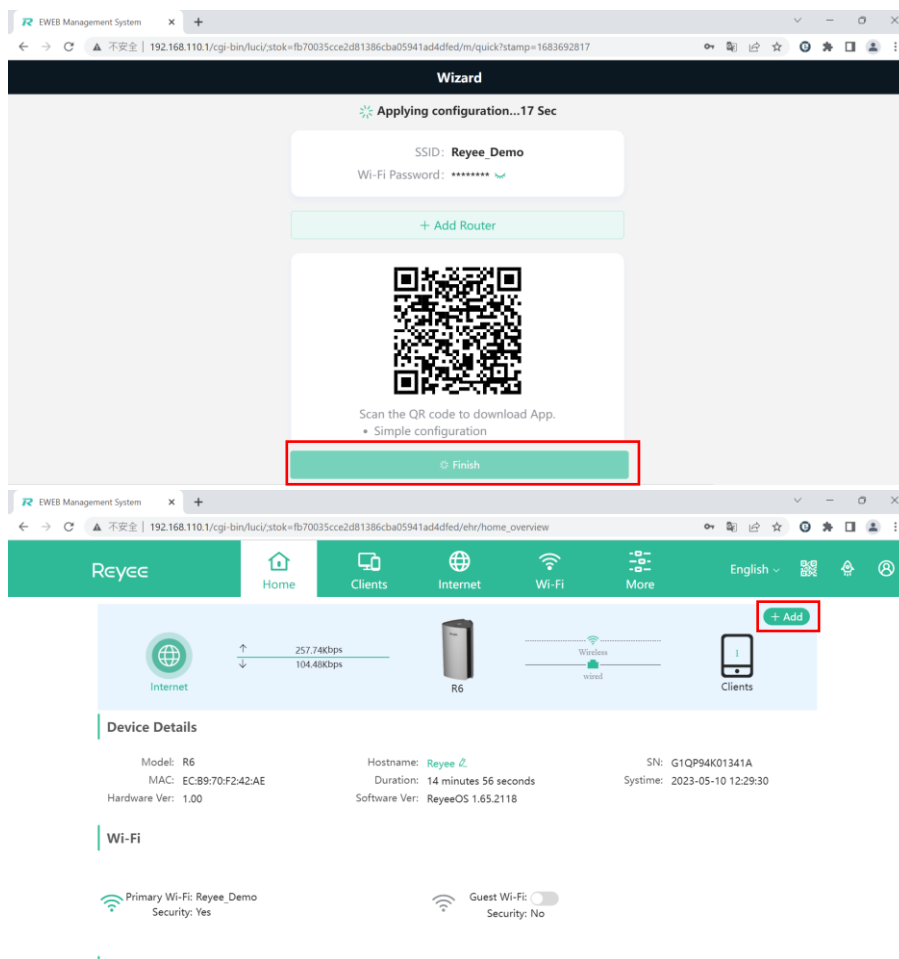 EWEB Management System
不安全 192.168.110.1/cgi-bin/luci/;stok=fb70035cce2d81386cba05941ad4dfed/m/quick?stamp=1683692817
Wizard
Applying configuration...17 Sec
SSID: Reyee_Demo
Wi-Fi Password: ********
+ Add Router
Scan the QR code to download App.
• Simple configuration
Finish
EWEB Management System
不安全 192.168.110.1/cgi-bin/luci/;stok=fb70035cce2d81386cba05941ad4dfed/ehr/home_overview
Reyee
Home Clients Internet Wi-Fi More English
+ Add
↑ 257.74Kbps
↓ 104.48Kbps
Wireless
wired
1
Internet R6 Clients
Device Details
Model: R6 Hostname: Reyee SN: G1QP94K01341A
MAC: EC:B9:70:F2:42:AE Duration: 14 minutes 56 seconds Systime: 2023-05-10 12:29:30
Hardware Ver: 1.00 Software Ver: ReyeeOS 1.65.2118
Wi-Fi
Primary Wi-Fi: Reyee_Demo Guest Wi-Fi:
Security: Yes Security: No